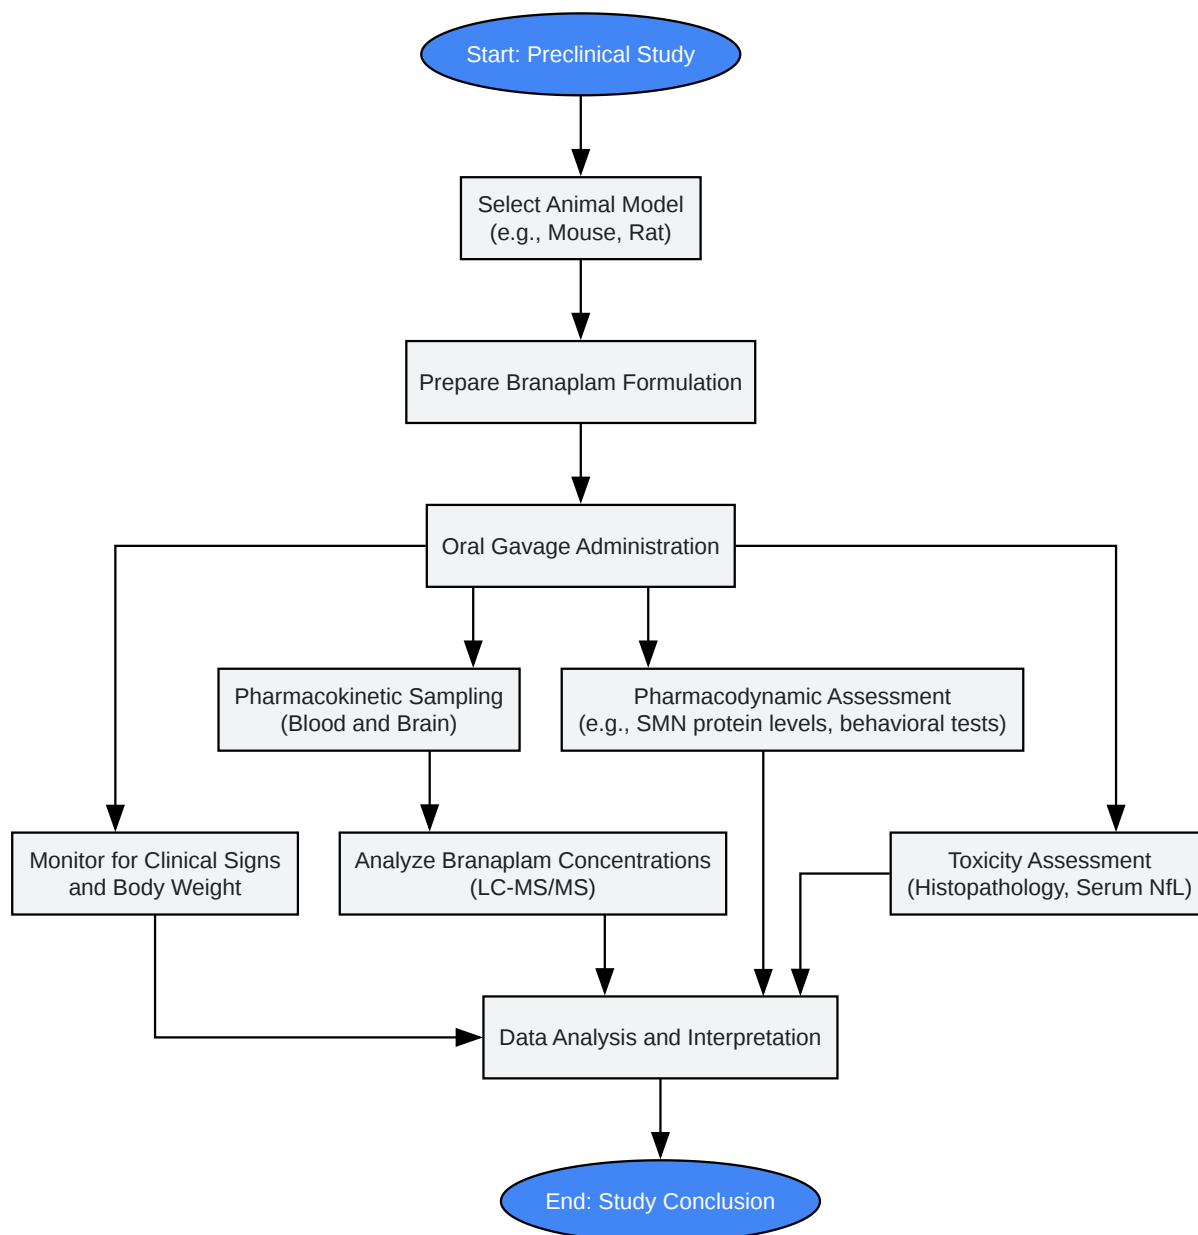 Start: Preclinical Study
Select Animal Model
(e.g., Mouse, Rat)
Prepare Branaplam Formulation
Oral Gavage Administration
Pharmacokinetic Sampling
(Blood and Brain)
Pharmacodynamic Assessment
(e.g., SMN protein levels, behavioral tests)
Monitor for Clinical Signs
and Body Weight
Analyze Branaplam Concentrations
(LC-MS/MS)
Toxicity Assessment
(Histopathology, Serum NfL)
Data Analysis and Interpretation
End: Study Conclusion